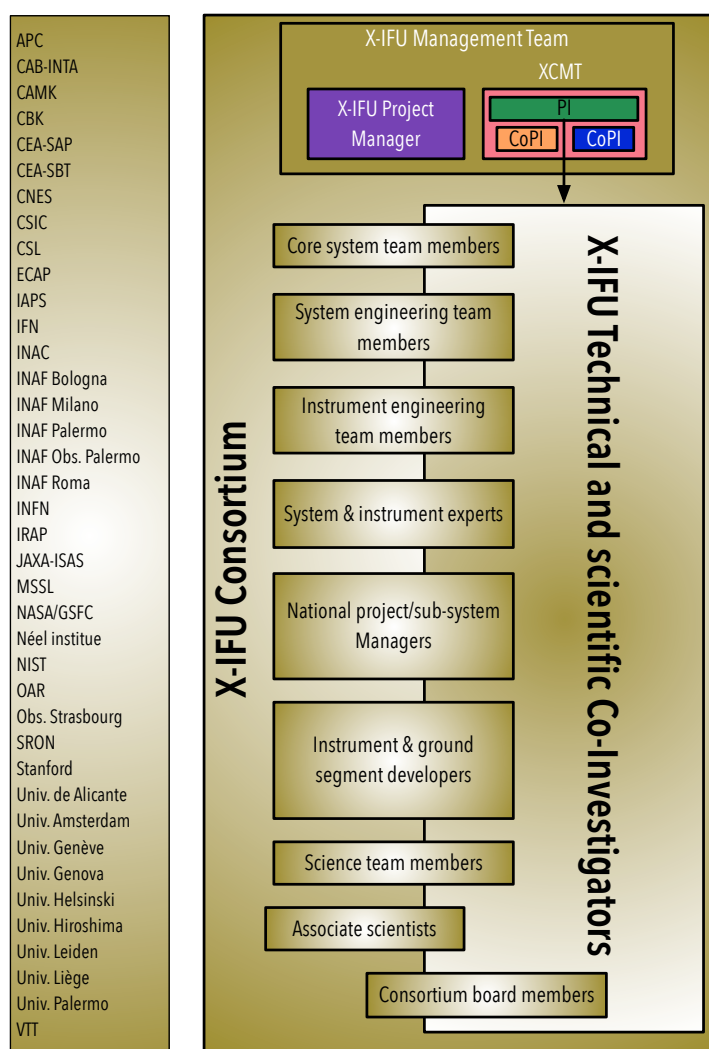 APC
CAB-INTA
CAMK
CBK
CEA-SAP
CEA-SBT
CNES
CSIC
CSL
ECAP
IAPS
IFN
INAC
INAF Bologna
INAF Milano
INAF Palermo
INAF Obs. Palermo
INAF Roma
INFN
IRAP
JAXA-ISAS
MSSL
NASA/GSFC
Néel institue
NIST
OAR
Obs. Strasbourg
SRON
Stanford
Univ. de Alicante
Univ. Amsterdam
Univ. Genève
Univ. Genova
Univ. Helsinski
Univ. Hiroshima
Univ. Leiden
Univ. Liège
Univ. Palermo
VTT
X-IFU Consortium
X-IFU Management Team
X-IFU Project
Manager
XCMT
PI
CoPI
CoPI
Core system team members
System engineering team
members
Instrument engineering
team members
System & instrument experts
National project/sub-system
Managers
Instrument & ground
segment developers
Science team members
Associate scientists
Consortium board members
X-IFU Technical and scientific Co-Investigators